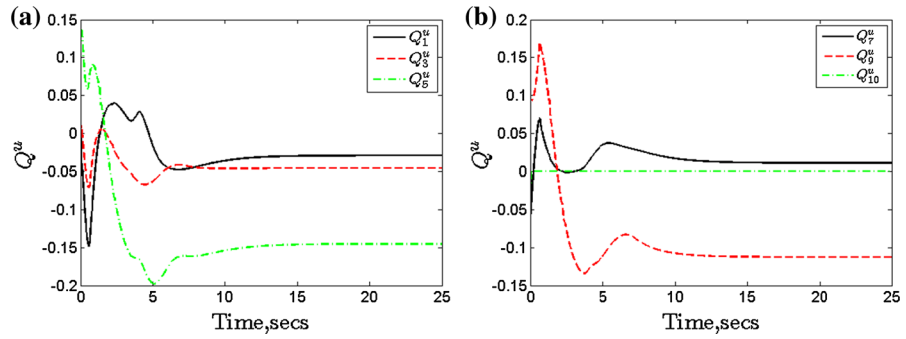 (a)
0.15
0.1
0.05
0
-0.05
-0.1
-0.15
-0.2
Q^u
0 5 10 15 20 25
Time,secs
Q_1^u
Q_3^u
Q_5^u
(b)
0.2
0.15
0.1
0.05
0
-0.05
-0.1
-0.15
Q^u
0 5 10 15 20 25
Time,secs
Q_7^u
Q_9^u
Q_10^u